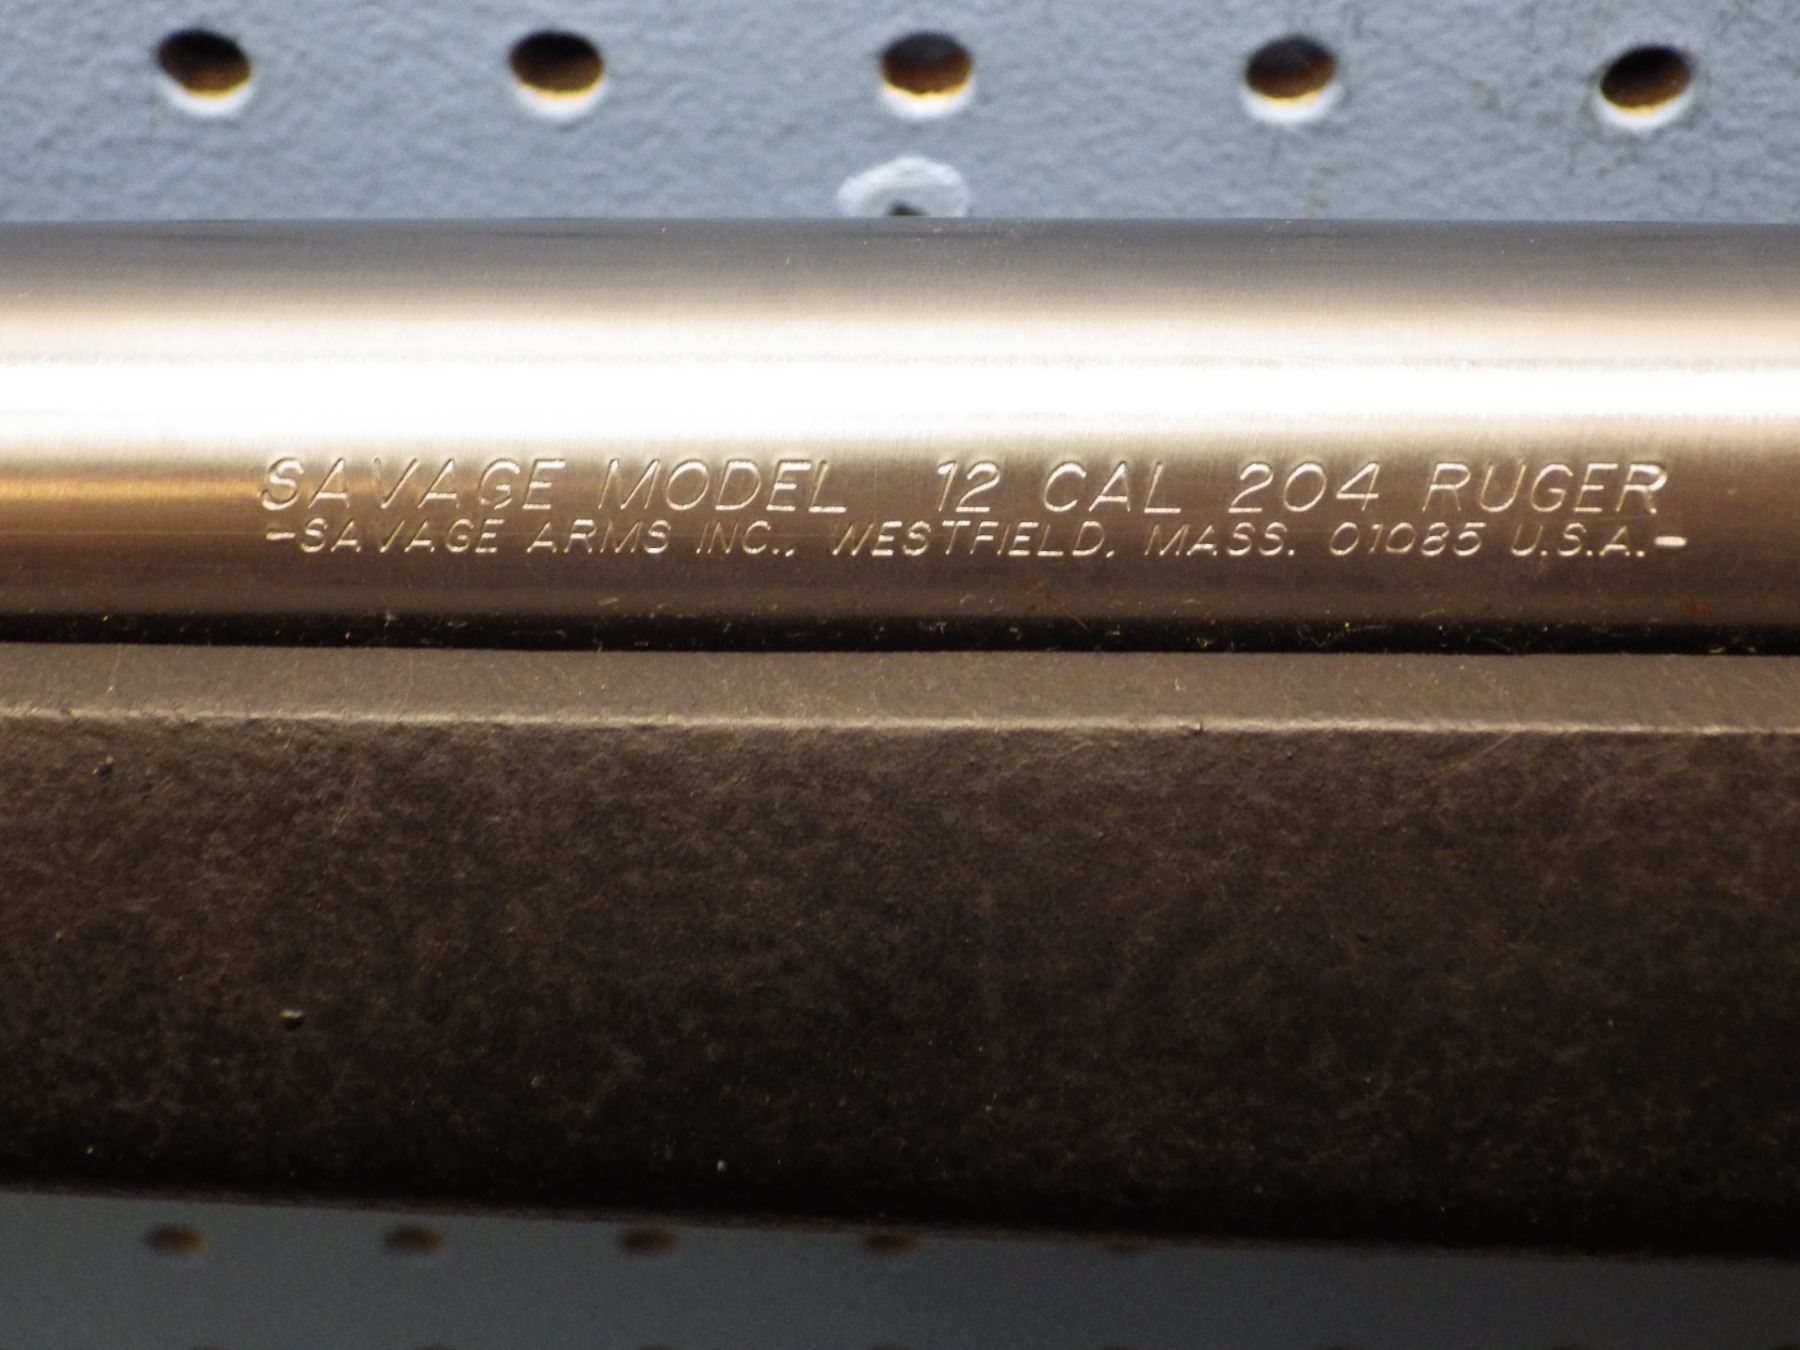 SAVAGE MODEL 12 CAL 204 RUGER
-SAVAGE ARMS INC., WESTFIELD, MASS. 01085 U.S.A.-